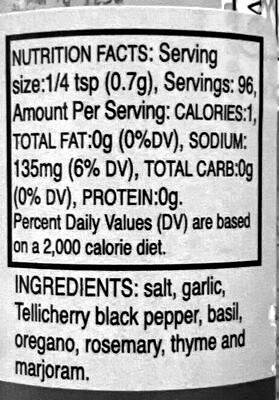 NUTRITION FACTS: Serving
size:1/4 tsp (0.7g), Servings: 96,
Amount Per Serving: CALORIES:1,
TOTAL FAT:0g (0%DV), SODIUM:
135mg (6% DV), TOTAL CARB:0g
(0% DV), PROTEIN:0g.
Percent Daily Values (DV) are based
on a 2,000 calorie diet.
INGREDIENTS: salt, garlic,
Tellicherry black pepper, basil,
oregano, rosemary, thyme and
marjoram.